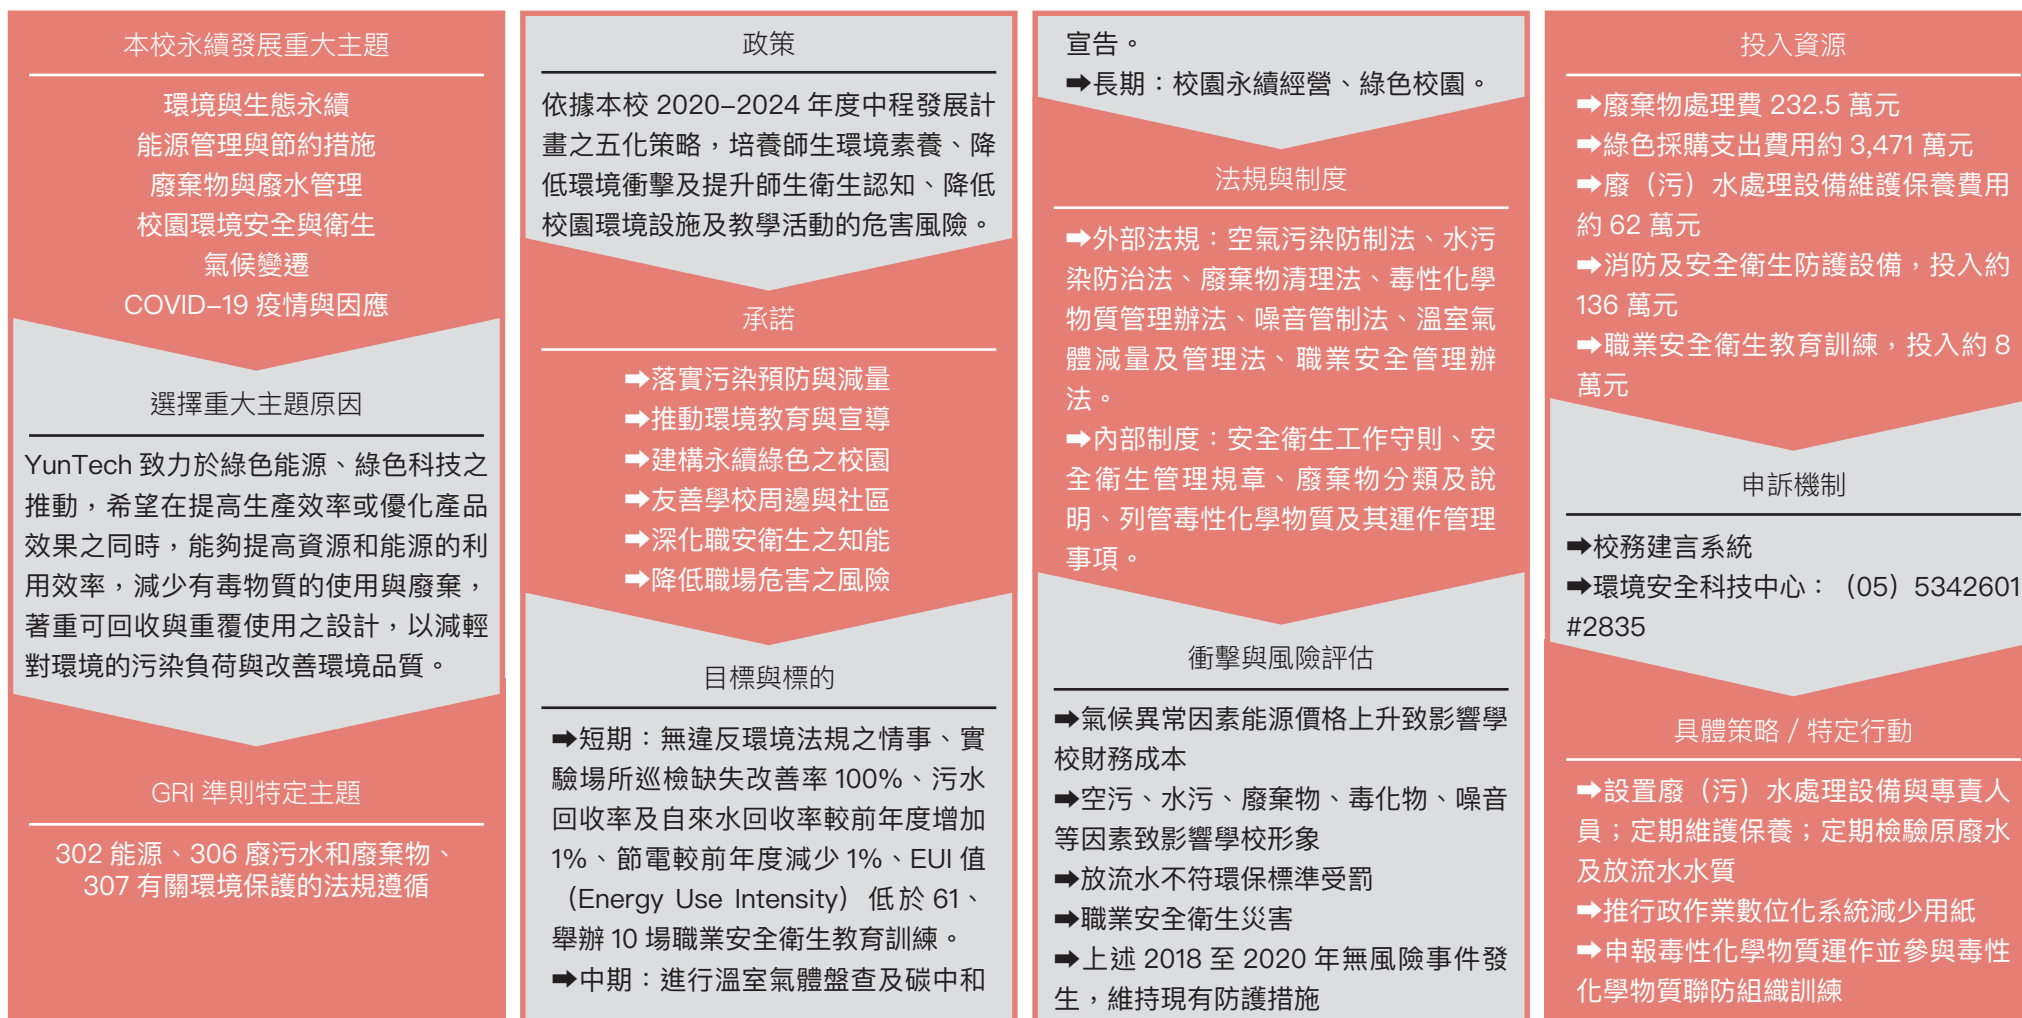 本校永續發展重大主題
環境與生態永續
能源管理與節約措施
廢棄物與廢水管理
校園環境安全與衛生
氣候變遷
COVID–19 疫情與因應
選擇重大主題原因
YunTech 致力於綠色能源、綠色科技之
推動，希望在提高生產效率或優化產品
效果之同時，能夠提高資源和能源的利
用效率，減少有毒物質的使用與廢棄，
著重可回收與重覆使用之設計，以減輕
對環境的污染負荷與改善環境品質。
GRI 準則特定主題
302 能源、306 廢污水和廢棄物、
307 有關環境保護的法規遵循
政策
依據本校 2020–2024 年度中程發展計
畫之五化策略，培養師生環境素養、降
低環境衝擊及提升師生衛生認知、降低
校園環境設施及教學活動的危害風險。
承諾
➡落實污染預防與減量
➡推動環境教育與宣導
➡建構永續綠色之校園
➡友善學校周邊與社區
➡深化職安衛生之知能
➡降低職場危害之風險
目標與標的
➡短期：無違反環境法規之情事、實
驗場所巡檢缺失改善率 100%、污水
回收率及自來水回收率較前年度增加
1%、節電較前年度減少 1%、EUI 值
（Energy Use Intensity）低於 61、
舉辦 10 場職業安全衛生教育訓練。
➡中期：進行溫室氣體盤查及碳中和
宣告。
➡長期：校園永續經營、綠色校園。
法規與制度
➡外部法規：空氣污染防制法、水污
染防治法、廢棄物清理法、毒性化學
物質管理辦法、噪音管制法、溫室氣
體減量及管理法、職業安全管理辦
法。
➡內部制度：安全衛生工作守則、安
全衛生管理規章、廢棄物分類及說
明、列管毒性化學物質及其運作管理
事項。
衝擊與風險評估
➡氣候異常因素能源價格上升致影響學
校財務成本
➡空污、水污、廢棄物、毒化物、噪音
等因素致影響學校形象
➡放流水不符環保標準受罰
➡職業安全衛生災害
➡上述 2018 至 2020 年無風險事件發
生，維持現有防護措施
投入資源
➡廢棄物處理費 232.5 萬元
➡綠色採購支出費用約 3,471 萬元
➡廢（污）水處理設備維護保養費用
約 62 萬元
➡消防及安全衛生防護設備，投入約
136 萬元
➡職業安全衛生教育訓練，投入約 8
萬元
申訴機制
➡校務建言系統
➡環境安全科技中心：（05）5342601
#2835
具體策略 / 特定行動
➡設置廢（污）水處理設備與專責人
員；定期維護保養；定期檢驗原廢水
及放流水水質
➡推行政作業數位化系統減少用紙
➡申報毒性化學物質運作並參與毒性
化學物質聯防組織訓練